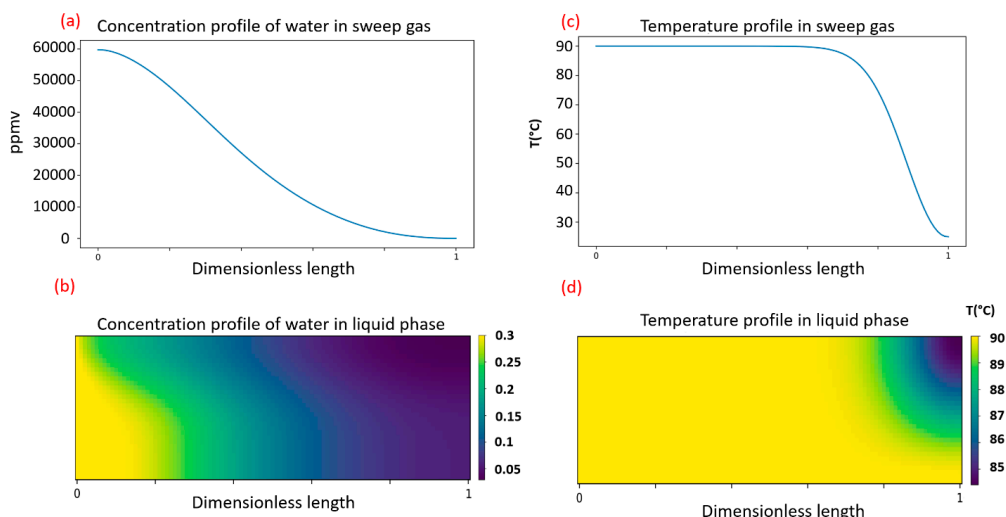 (a)
Concentration profile of water in sweep gas
60000
50000
40000
30000
20000
10000
0
ppmv
0 1
Dimensionless length
(c)
Temperature profile in sweep gas
90
80
70
60
50
40
30
T(°C)
0 1
Dimensionless length
(b)
Concentration profile of water in liquid phase
0.3
0.25
0.2
0.15
0.1
0.05
0 1
Dimensionless length
(d)
Temperature profile in liquid phase
T(°C)
90
89
88
87
86
85
0 1
Dimensionless length